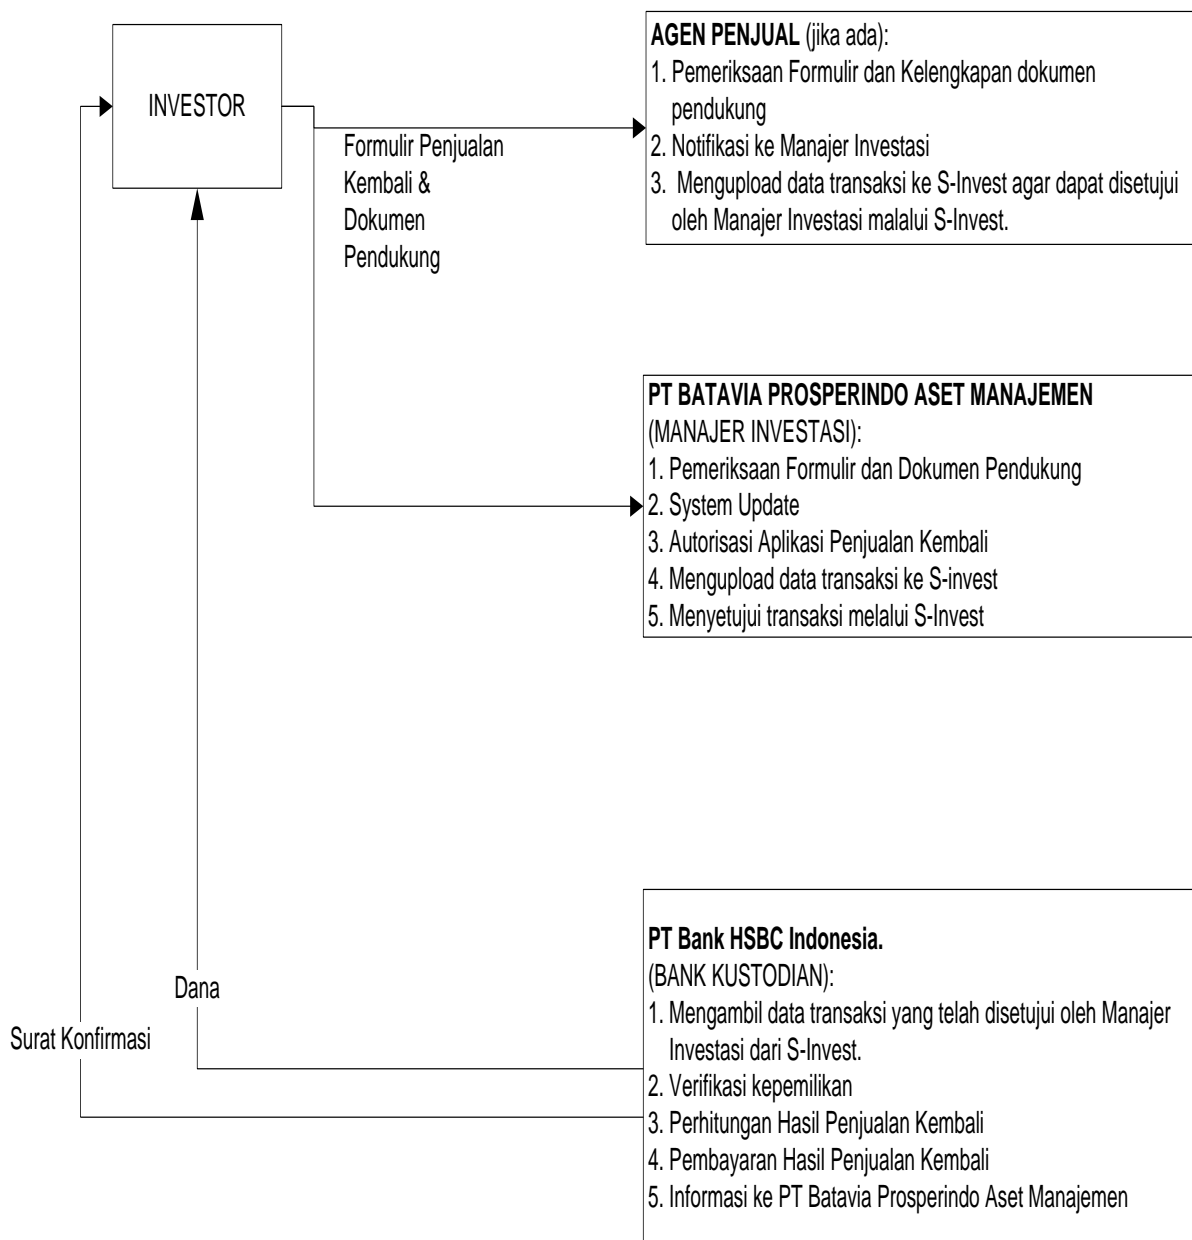 INVESTOR
Formulir Penjualan
Kembali &
Dokumen
Pendukung
AGEN PENJUAL (jika ada):
1. Pemeriksaan Formulir dan Kelengkapan dokumen
pendukung
2. Notifikasi ke Manajer Investasi
3. Mengupload data transaksi ke S-Invest agar dapat disetujui
oleh Manajer Investasi malalui S-Invest.
PT BATAVIA PROSPERINDO ASET MANAJEMEN
(MANAJER INVESTASI):
1. Pemeriksaan Formulir dan Dokumen Pendukung
2. System Update
3. Autorisasi Aplikasi Penjualan Kembali
4. Mengupload data transaksi ke S-invest
5. Menyetujui transaksi melalui S-Invest
Dana
Surat Konfirmasi
PT Bank HSBC Indonesia.
(BANK KUSTODIAN):
1. Mengambil data transaksi yang telah disetujui oleh Manajer
Investasi dari S-Invest.
2. Verifikasi kepemilikan
3. Perhitungan Hasil Penjualan Kembali
4. Pembayaran Hasil Penjualan Kembali
5. Informasi ke PT Batavia Prosperindo Aset Manajemen